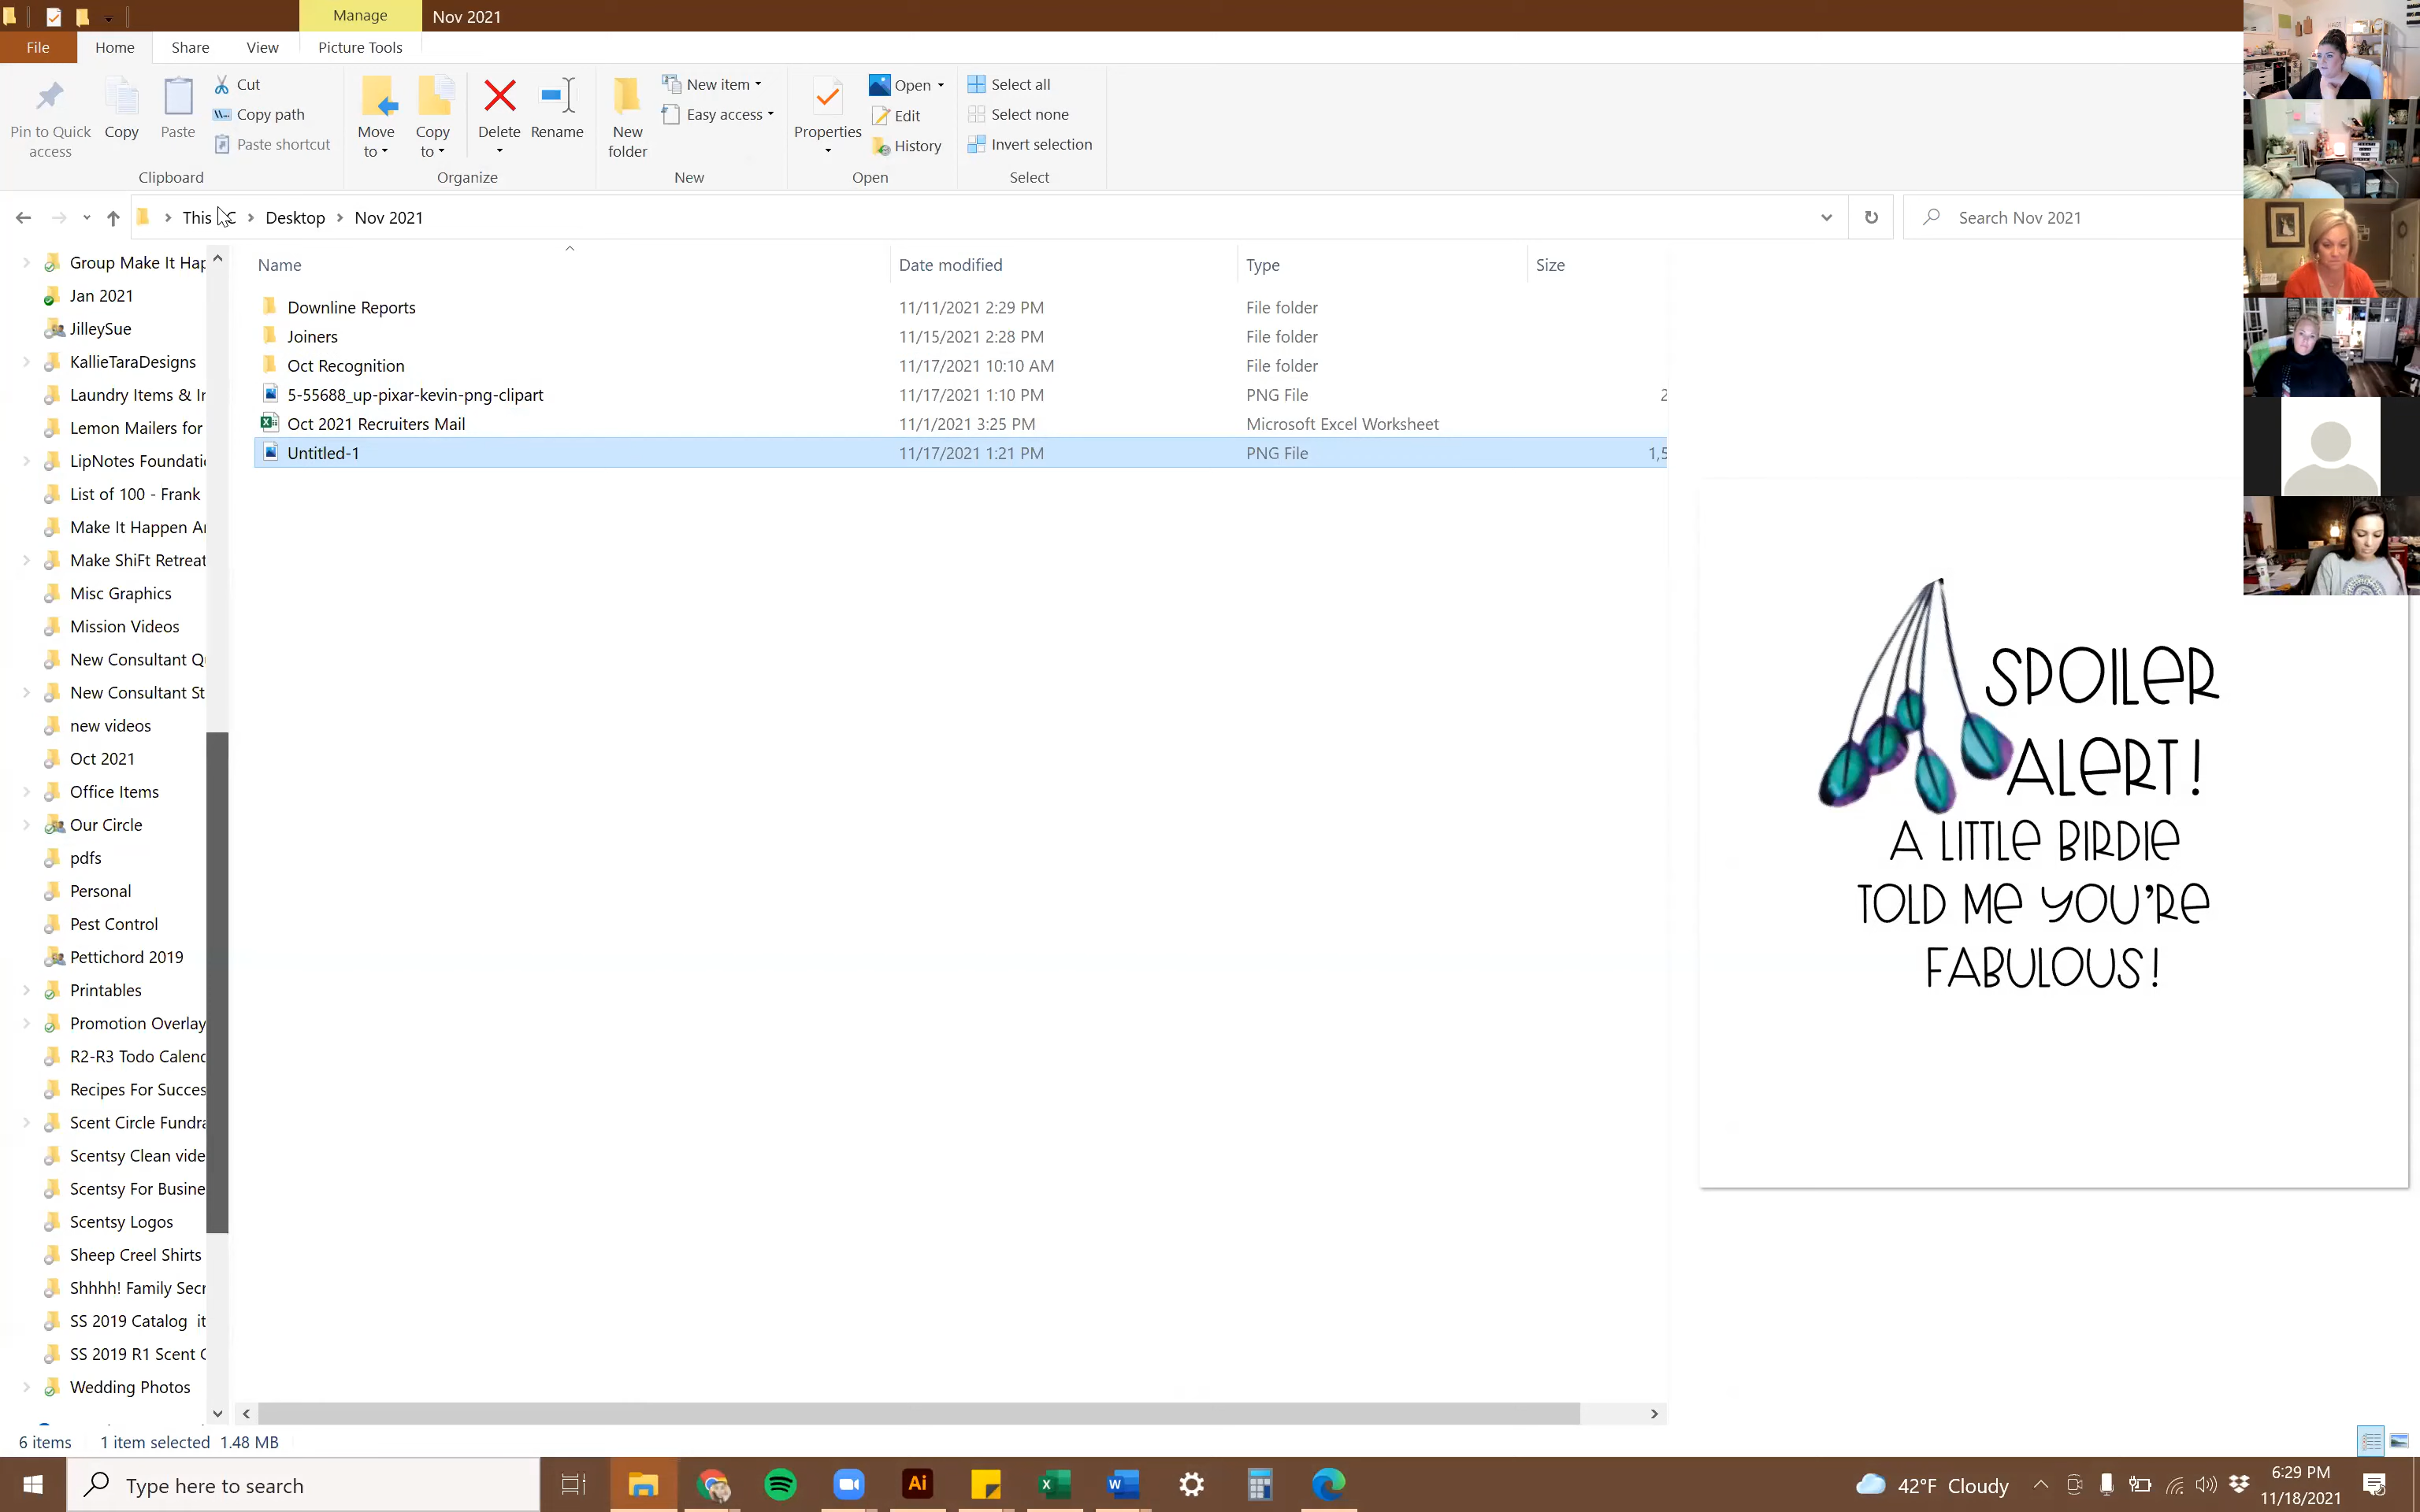 Manage
Nov 2021
File
Home
Share
View
Picture Tools
Pin to Quick access
Copy
Paste
Cut
Copy path
Paste shortcut
Clipboard
Move to
Copy to
Delete
Rename
Organize
New folder
New item
Easy access
New
Properties
Open
Edit
History
Open
Select all
Select none
Invert selection
Select
This PC > Desktop > Nov 2021
Search Nov 2021
Group Make It Hap
Jan 2021
JilleySue
KallieTaraDesigns
Laundry Items & Ir
Lemon Mailers for
LipNotes Foundati
List of 100 - Frank
Make It Happen A
Make ShiFt Retreat
Misc Graphics
Mission Videos
New Consultant Q
New Consultant St
new videos
Oct 2021
Office Items
Our Circle
pdfs
Personal
Pest Control
Pettichord 2019
Printables
Promotion Overlay
R2-R3 Todo Calend
Recipes For Succes
Scent Circle Fundra
Scentsy Clean vide
Scentsy For Busine
Scentsy Logos
Sheep Creel Shirts
Shhhh! Family Secr
SS 2019 Catalog it
SS 2019 R1 Scent C
Wedding Photos
Name Date modified Type Size
Downline Reports 11/11/2021 2:29 PM File folder
Joiners 11/15/2021 2:28 PM File folder
Oct Recognition 11/17/2021 10:10 AM File folder
5-55688_up-pixar-kevin-png-clipart 11/17/2021 1:10 PM PNG File 2
Oct 2021 Recruiters Mail 11/1/2021 3:25 PM Microsoft Excel Worksheet
Untitled-1 11/17/2021 1:21 PM PNG File 1,5
SPOILER
ALERT!
A LITTLE BIRDIE
TOLD ME YOU'RE
FABULOUS!
6 items 1 item selected 1.48 MB
Type here to search
Ai
42°F Cloudy
6:29 PM
11/18/2021